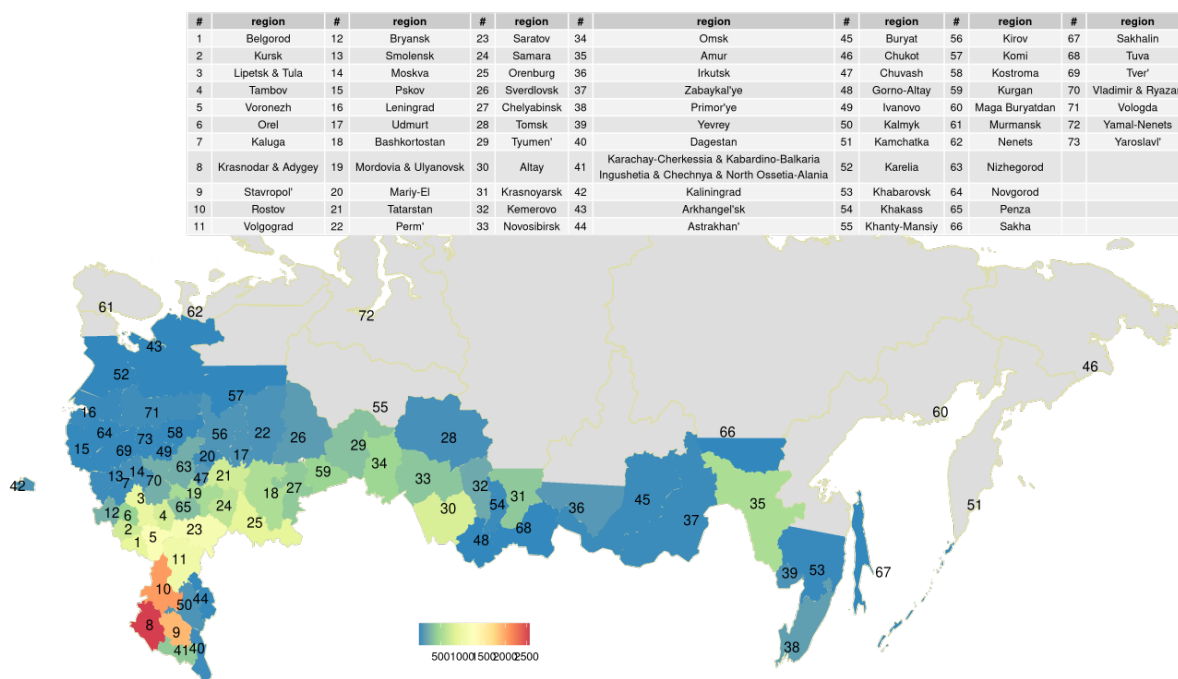 # region # region # region # region # region # region # region
1 Belgorod 12 Bryansk 23 Saratov 34 Omsk 45 Buryat 56 Kirov 67 Sakhalin
2 Kursk 13 Smolensk 24 Samara 35 Amur 46 Chukot 57 Komi 68 Tuva
3 Lipetsk & Tula 14 Moskva 25 Orenburg 36 Irkutsk 47 Chuvash 58 Kostroma 69 Tver'
4 Tambov 15 Pskov 26 Sverdlovsk 37 Zabaykal'ye 48 Gorno-Altay 59 Kurgan 70 Vladimir & Ryaza
5 Voronezh 16 Leningrad 27 Chelyabinsk 38 Primor'ye 49 Ivanovo 60 Maga Buryatdan 71 Vologda
6 Orel 17 Udmurt 28 Tomsk 39 Yevrey 50 Kalmyk 61 Murmansk 72 Yamal-Nenets
7 Kaluga 18 Bashkortostan 29 Tyumen' 40 Dagestan 51 Kamchatka 62 Nenets 73 Yaroslavl'
8 Krasnodar & Adygey 19 Mordovia & Ulyanovsk 30 Altay 41 Karachay-Cherkessia & Kabardino-Balkaria 52 Karelia 63 Nizhegorod
Ingushetia & Chechnya & North Ossetia-Alania
9 Stavropol' 20 Mariy-El 31 Krasnoyarsk 42 Kaliningrad 53 Khabarovsk 64 Novgorod
10 Rostov 21 Tatarstan 32 Kemerovo 43 Arkhangel'sk 54 Khakass 65 Penza
11 Volgograd 22 Perm' 33 Novosibirsk 44 Astrakhan' 55 Khanty-Mansiy 66 Sakha
61 62 72
43
52 46
57 55
16 71 60
64 73 58 56 22 26 28 66
15 69 49 20 17 29
14 63 59 34
42 13 7 70 47 21 33 32 31
3 19 18 27 54 35
12 6 4 65 24 30 36 45 51
2 23 25 68 37
1 5 48
11 39 53 67
10 50 44
8 9
41 40 38
500 1000 1500 2000 2500